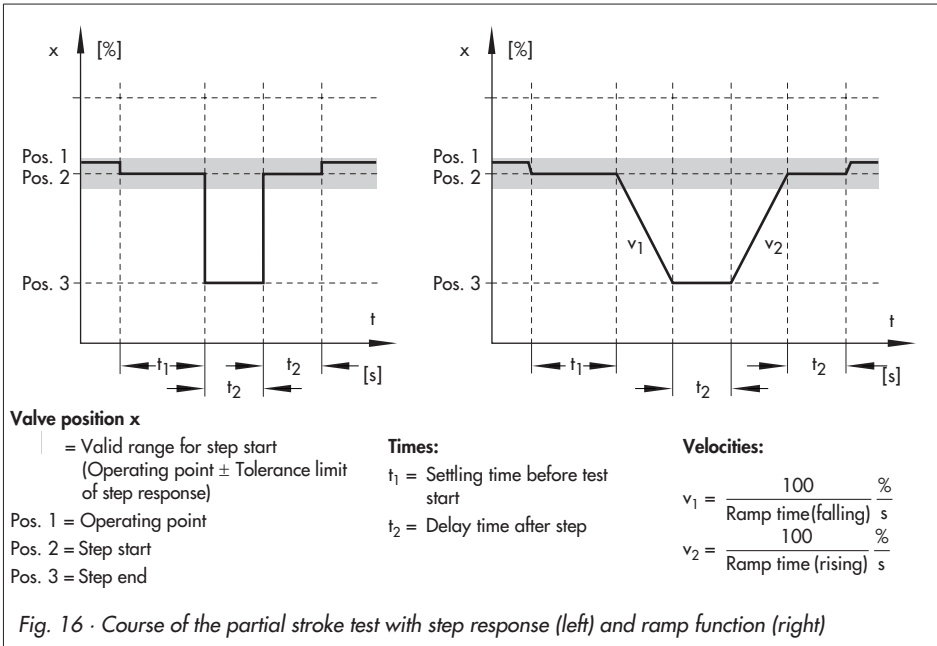 x [%]
Pos. 1
Pos. 2
Pos. 3
t
t₁ t₂ [s]
t₂
x [%]
Pos. 1
Pos. 2
v₁ v₂
Pos. 3
t
t₁ t₂ [s]
t₂
Valve position x
= Valid range for step start
(Operating point ± Tolerance limit
of step response)
Pos. 1 = Operating point
Pos. 2 = Step start
Pos. 3 = Step end
Times:
t₁ = Settling time before test
start
t₂ = Delay time after step
Velocities:
v₁ = 100 / Ramp time (falling) % / s
v₂ = 100 / Ramp time (rising) % / s
Fig. 16 · Course of the partial stroke test with step response (left) and ramp function (right)